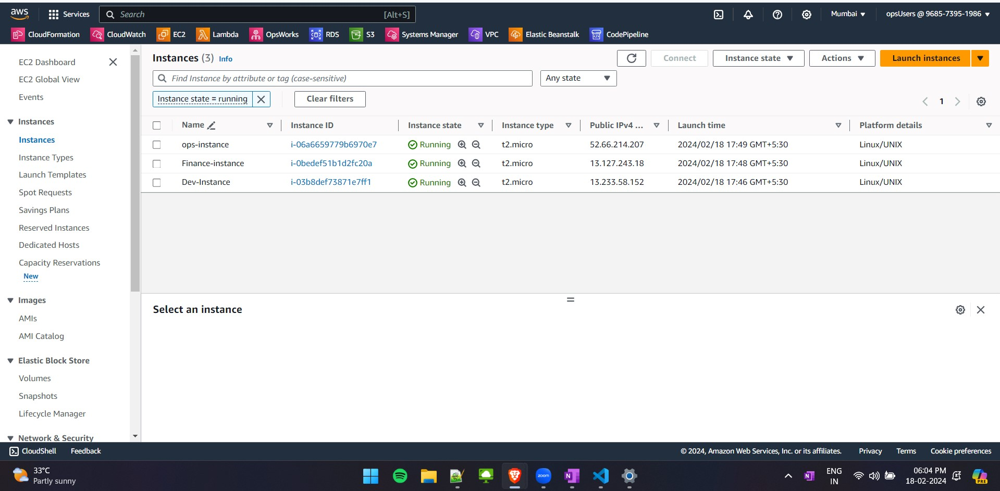 aws
Services
Search [Alt+S]
Mumbai
opsUsers @ 9685-7395-1986
CloudFormation CloudWatch EC2 Lambda OpsWorks RDS S3 Systems Manager VPC Elastic Beanstalk CodePipeline
EC2 Dashboard
EC2 Global View
Events
Instances
Instances
Instance Types
Launch Templates
Spot Requests
Savings Plans
Reserved Instances
Dedicated Hosts
Capacity Reservations
New
Images
AMIs
AMI Catalog
Elastic Block Store
Volumes
Snapshots
Lifecycle Manager
Network & Security
Instances (3) Info
Connect
Instance state
Actions
Launch instances
Find Instance by attribute or tag (case-sensitive)
Any state
Instance state = running
Clear filters
1
Name Instance ID Instance state Instance type Public IPv4 ... Launch time Platform details
ops-instance i-06a6659779b6970e7 Running t2.micro 52.66.214.207 2024/02/18 17:49 GMT+5:30 Linux/UNIX
Finance-instance i-0bedef51b1d2fc20a Running t2.micro 13.127.243.18 2024/02/18 17:48 GMT+5:30 Linux/UNIX
Dev-Instance i-03b8def73871e7ff1 Running t2.micro 13.233.58.152 2024/02/18 17:46 GMT+5:30 Linux/UNIX
Select an instance
CloudShell Feedback
© 2024, Amazon Web Services, Inc. or its affiliates. Privacy Terms Cookie preferences
33°C
Partly sunny
zoom
N
N
ENG
IN
06:04 PM
18-02-2024
PRE